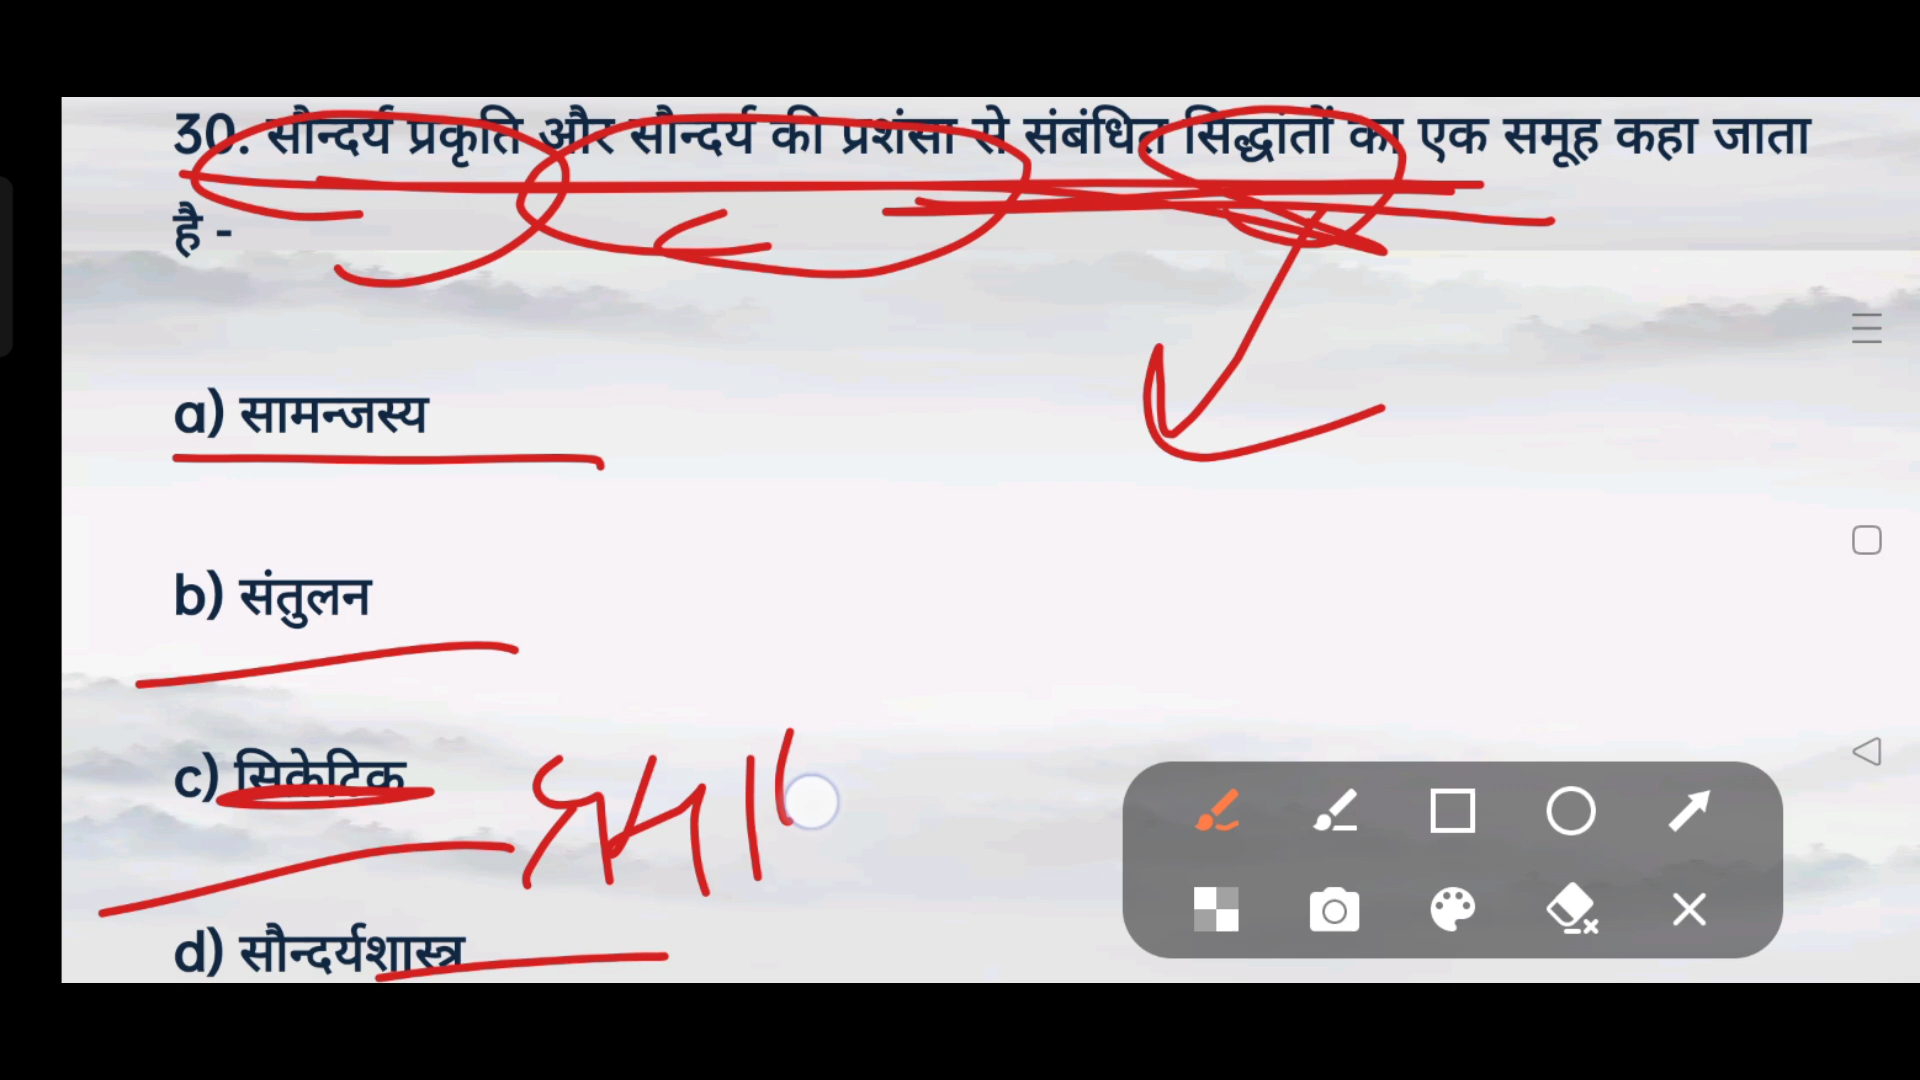 30. सौन्दर्य प्रकृति और सौन्दर्य की प्रशंसा से संबंधित सिद्धांतों का एक समूह कहा जाता
है -
a) सामन्जस्य
b) संतुलन
c) सिकेटिक
d) सौन्दर्यशास्त्र